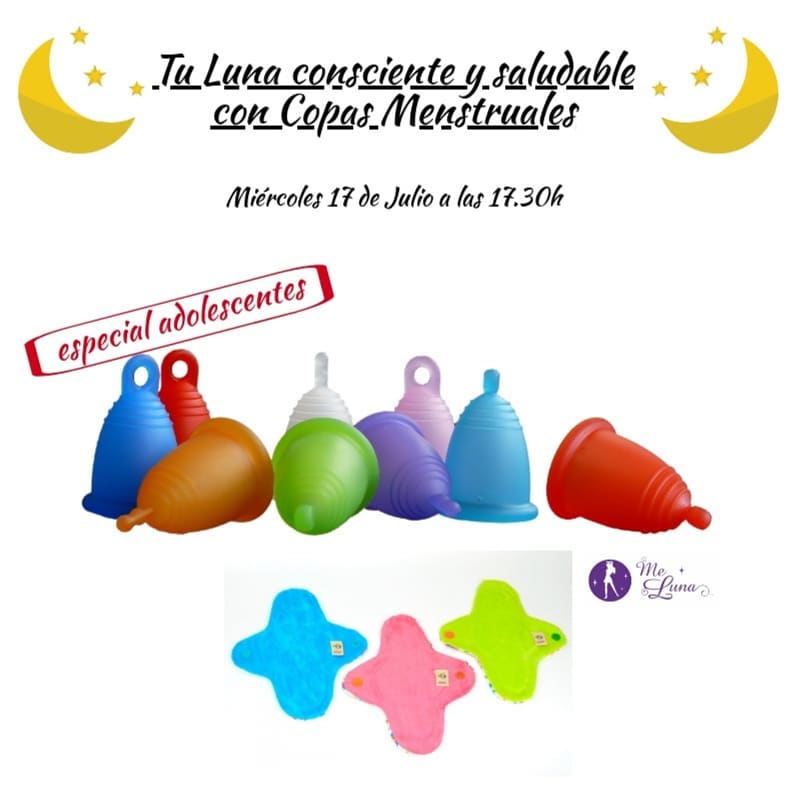 Tu Luna consciente y saludable
con Copas Menstruales
Miércoles 17 de Julio a las 17.30h
especial adolescentes
Me
Luna